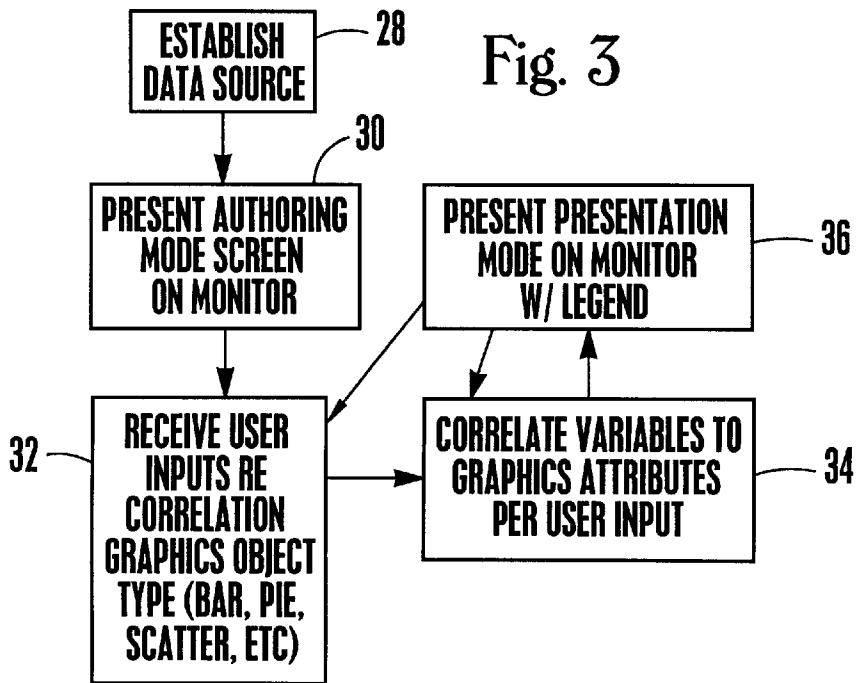 Fig. 3
ESTABLISH
DATA SOURCE
28
PRESENT AUTHORING
MODE SCREEN
ON MONITOR
30
PRESENT PRESENTATION
MODE ON MONITOR
W/ LEGEND
36
RECEIVE USER
INPUTS RE
CORRELATION
GRAPHICS OBJECT
TYPE (BAR, PIE,
SCATTER, ETC)
32
CORRELATE VARIABLES TO
GRAPHICS ATTRIBUTES
PER USER INPUT
34